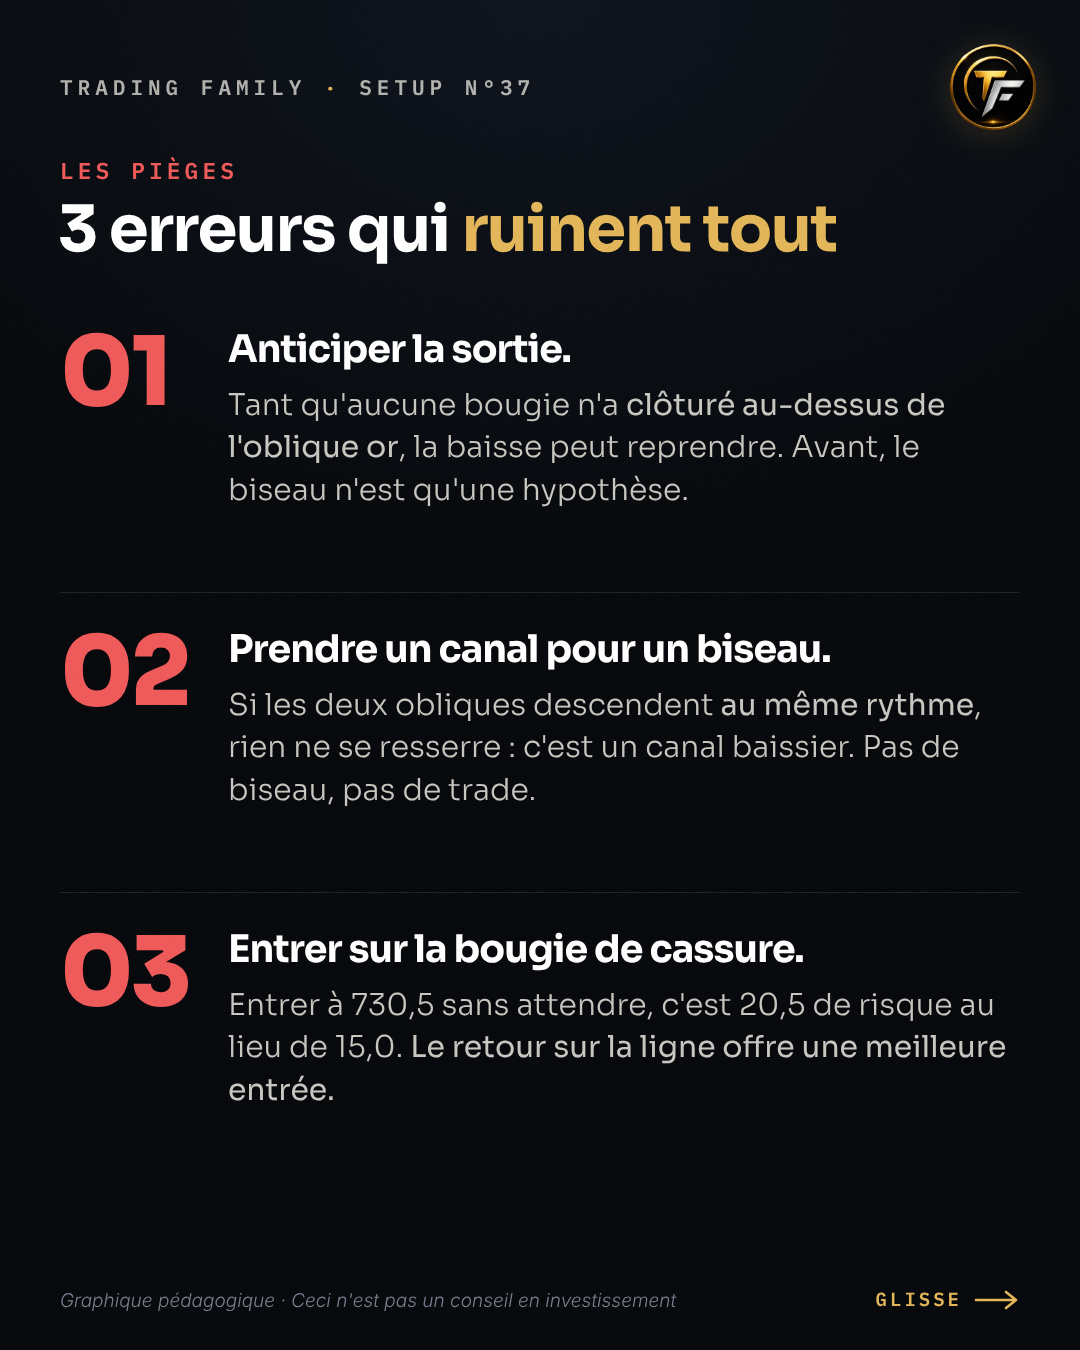 TRADING FAMILY · SETUP N°37
TF
LES PIÈGES
3 erreurs qui ruinent tout
01
Anticiper la sortie.
Tant qu'aucune bougie n'a clôturé au-dessus de
l'oblique or, la baisse peut reprendre. Avant, le
biseau n'est qu'une hypothèse.
02
Prendre un canal pour un biseau.
Si les deux obliques descendent au même rythme,
rien ne se resserre : c'est un canal baissier. Pas de
biseau, pas de trade.
03
Entrer sur la bougie de cassure.
Entrer à 730,5 sans attendre, c'est 20,5 de risque au
lieu de 15,0. Le retour sur la ligne offre une meilleure
entrée.
Graphique pédagogique · Ceci n'est pas un conseil en investissement
GLISSE →